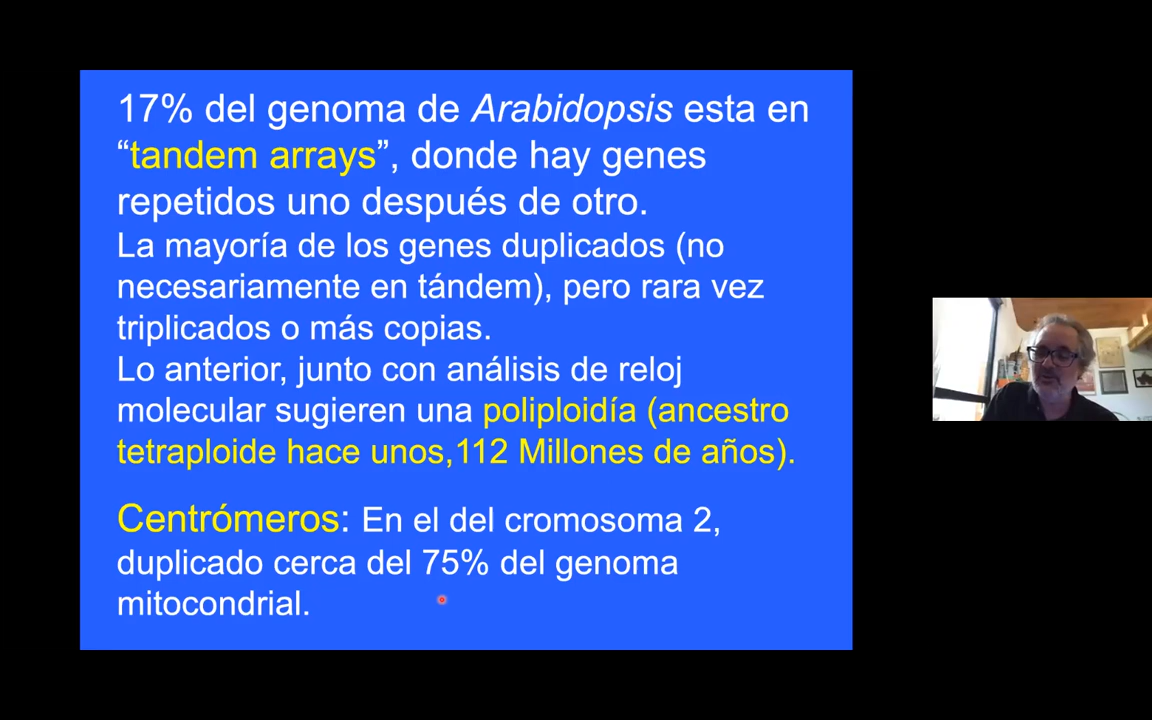 17% del genoma de Arabidopsis esta en
“tandem arrays”, donde hay genes
repetidos uno después de otro.
La mayoría de los genes duplicados (no
necesariamente en tándem), pero rara vez
triplicados o más copias.
Lo anterior, junto con análisis de reloj
molecular sugieren una poliploidía (ancestro
tetraploide hace unos,112 Millones de años).
Centrómeros: En el del cromosoma 2,
duplicado cerca del 75% del genoma
mitocondrial.